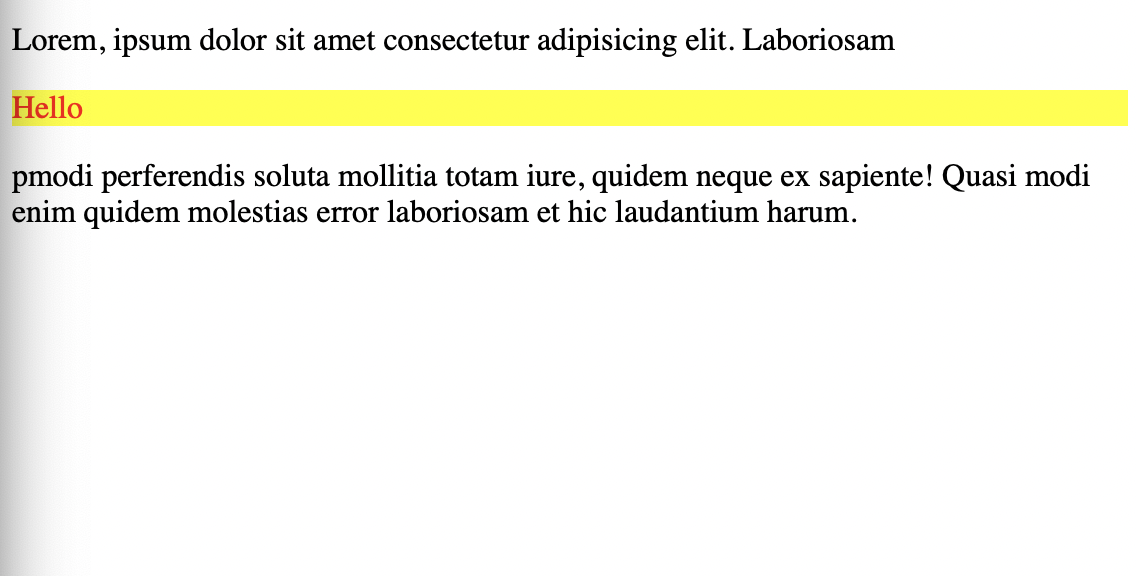 Lorem, ipsum dolor sit amet consectetur adipisicing elit. Laboriosam
Hello
pmodi perferendis soluta mollitia totam iure, quidem neque ex sapiente! Quasi modi
enim quidem molestias error laboriosam et hic laudantium harum.